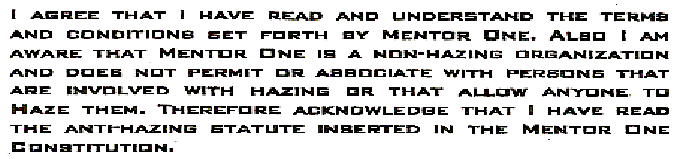 I AGREE THAT I HAVE READ AND UNDERSTAND THE TERMS
AND CONDITIONS SET FORTH BY MENTOR ONE. ALSO I AM
AWARE THAT MENTOR ONE IS A NON-HAZING ORGANIZATION
AND DOES NOT PERMIT OR ASSOCIATE WITH PERSONS THAT
ARE INVOLVED WITH HAZING OR THAT ALLOW ANYONE TO
HAZE THEM. THEREFORE ACKNOWLEDGE THAT I HAVE READ
THE ANTI-HAZING STATUTE INSERTED IN THE MENTOR ONE
CONSTITUTION.